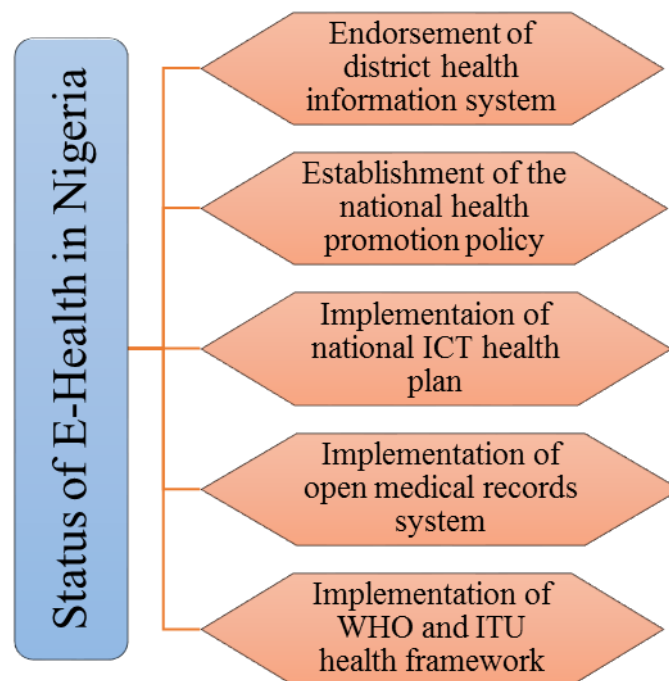 Status of E-Health in Nigeria
Endorsement of
district health
information system
Establishment of the
national health
promotion policy
Implementaion of
national ICT health
plan
Implementation of
open medical records
system
Implementation of
WHO and ITU
health framework